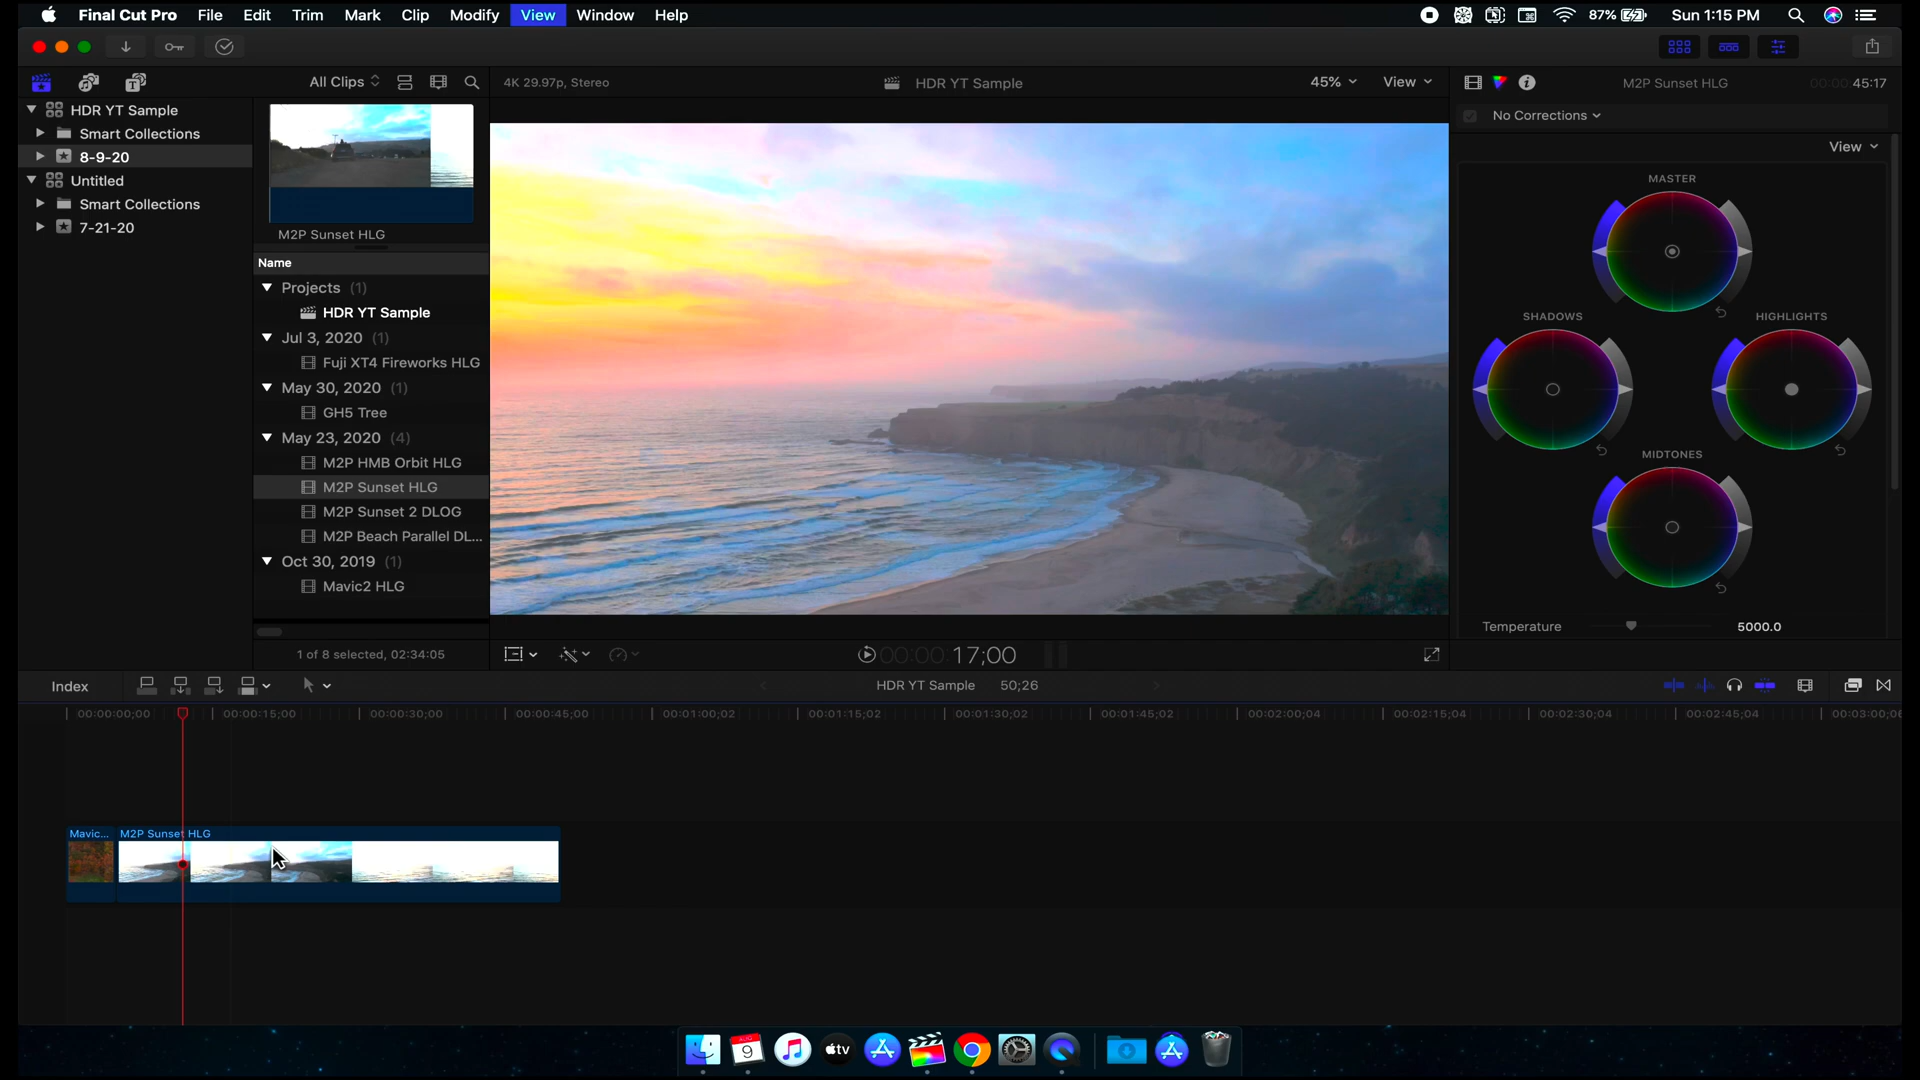 Final Cut Pro File Edit Trim Mark Clip Modify View Window Help 87% Sun 1:15 PM
All Clips
4K 29.97p, Stereo
HDR YT Sample
45% View
M2P Sunset HLG
00:00:45:17
HDR YT Sample
Smart Collections
8-9-20
Untitled
Smart Collections
7-21-20
M2P Sunset HLG
Name
Projects (1)
HDR YT Sample
Jul 3, 2020 (1)
Fuji XT4 Fireworks HLG
May 30, 2020 (1)
GH5 Tree
May 23, 2020 (4)
M2P HMB Orbit HLG
M2P Sunset HLG
M2P Sunset 2 DLOG
M2P Beach Parallel DL...
Oct 30, 2019 (1)
Mavic2 HLG
1 of 8 selected, 02:34:05
No Corrections
View
MASTER
SHADOWS HIGHLIGHTS
MIDTONES
Temperature 5000.0
00:00:00:17;00
Index
HDR YT Sample 50;26
00:00:00;00 00:00:15;00 00:00:30;00 00:00:45;00 00:01:00;02 00:01:15;02 00:01:30;02 00:01:45;02 00:02:00;04 00:02:15;04 00:02:30;04 00:02:45;04 00:03:00;06
Mavic... M2P Sunset HLG
AUG
9
tv